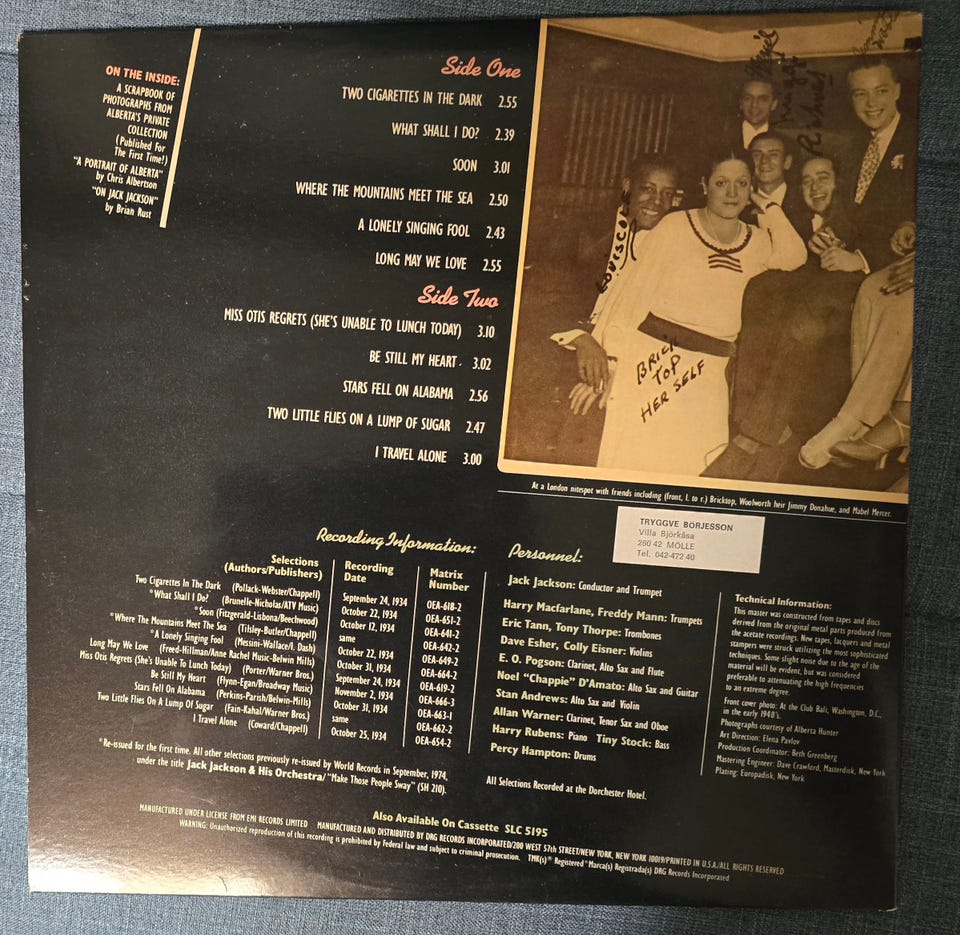 ON THE INSIDE:
A SCRAPBOOK OF
PHOTOGRAPHS FROM
ALBERTA'S PRIVATE
COLLECTION
(Published For
The First Time!)
"A PORTRAIT OF ALBERTA"
by Chris Albertson
"ON JACK JACKSON"
by Brian Rust
Side One
TWO CIGARETTES IN THE DARK 2.55
WHAT SHALL I DO? 2.39
SOON 3.01
WHERE THE MOUNTAINS MEET THE SEA 2.50
A LONELY SINGING FOOL 2.43
LONG MAY WE LOVE 2.55
Side Two
MISS OTIS REGRETS (SHE'S UNABLE TO LUNCH TODAY) 3.10
BE STILL MY HEART 3.02
STARS FELL ON ALABAMA 2.56
TWO LITTLE FLIES ON A LUMP OF SUGAR 2.47
I TRAVEL ALONE 3.00
LOUIS COLE
BRICK
TOP
HER SELF
At a London nitespot with friends including (front, l. to r.) Bricktop, Woolworth heir Jimmy Donahue, and Mabel Mercer.
TRYGGVE BORJESSON
Villa Björkåsa
260 42 MÖLLE
Tel. 042-472 40
Recording Information:
Selections
(Authors/Publishers)
Recording
Date
Matrix
Number
Two Cigarettes In The Dark (Pollack-Webster/Chappell) September 24, 1934 OEA-618-2
*What Shall I Do? (Brunelle-Nicholas/ATV Music) October 22, 1934 OEA-651-2
*Soon (Fitzgerald-Lisbona/Beechwood) October 12, 1934 OEA-641-2
*Where The Mountains Meet The Sea (Tilsley-Butler/Chappell) same OEA-642-2
*A Lonely Singing Fool (Messini-Wallace/I. Dash) October 22, 1934 OEA-649-2
Long May We Love (Freed-Hillman/Anne Rachel Music-Belwin Mills) October 31, 1934 OEA-664-2
Miss Otis Regrets (She's Unable To Lunch Today) (Porter/Warner Bros.) September 24, 1934 OEA-619-2
Be Still My Heart (Flynn-Egan/Broadway Music) November 2, 1934 OEA-666-3
Stars Fell On Alabama (Perkins-Parish/Belwin-Mills) October 31, 1934 OEA-663-1
Two Little Flies On A Lump Of Sugar (Fain-Kahal/Warner Bros.) same OEA-662-2
I Travel Alone (Coward/Chappell) October 25, 1934 OEA-654-2
*Re-issued for the first time. All other selections previously re-issued by World Records in September, 1974,
under the title Jack Jackson & His Orchestra/"Make Those People Sway" (SH 210).
Personnel:
Jack Jackson: Conductor and Trumpet
Harry Macfarlane, Freddy Mann: Trumpets
Eric Tann, Tony Thorpe: Trombones
Dave Esher, Colly Eisner: Violins
E. O. Pogson: Clarinet, Alto Sax and Flute
Noel "Chappie" D'Amato: Alto Sax and Guitar
Stan Andrews: Alto Sax and Violin
Allan Warner: Clarinet, Tenor Sax and Oboe
Harry Rubens: Piano Tiny Stock: Bass
Percy Hampton: Drums
All Selections Recorded at the Dorchester Hotel.
Technical Information:
This master was constructed from tapes and discs
derived from the original metal parts produced from
the acetate recordings. New tapes, lacquers and metal
stampers were struck utilizing the most sophisticated
techniques. Some slight noise due to the age of the
material will be evident, but was considered
preferable to attenuating the high frequencies
to an extreme degree.
Front cover photo: At the Club Bali, Washington, D.C.,
in the early 1940's.
Photographs courtesy of Alberta Hunter
Art Direction: Elena Pavlov
Production Coordinator: Beth Greenberg
Mastering Engineer: Dave Crawford, Masterdisk, New York
Plating: Europadisk, New York
Also Available On Cassette SLC 5195
MANUFACTURED UNDER LICENSE FROM EMI RECORDS LIMITED MANUFACTURED AND DISTRIBUTED BY DRG RECORDS INCORPORATED/200 WEST 57th STREET/NEW YORK, NEW YORK 10019/PRINTED IN U.S.A./ALL RIGHTS RESERVED
WARNING: Unauthorized reproduction of this recording is prohibited by Federal law and subject to criminal prosecution. TMK(s)® Registered*Marca(s) Registrada(s) DRG Records Incorporated